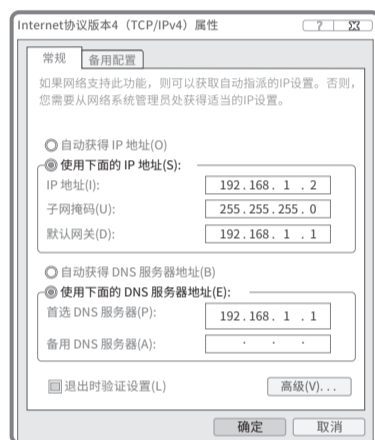 Internet协议版本4（TCP/IPv4）属性
常规 备用配置
如果网络支持此功能，则可以获取自动指派的IP设置。否则，
您需要从网络系统管理员处获得适当的IP设置。
自动获得 IP 地址(O)
使用下面的 IP 地址(S):
IP 地址(I): 192.168. 1 . 2
子网掩码(U): 255.255.255. 0
默认网关(D): 192.168. 1 . 1
自动获得 DNS 服务器地址(B)
使用下面的 DNS 服务器地址(E):
首选 DNS 服务器(P): 192.168. 1 . 1
备用 DNS 服务器(A): . . .
退出时验证设置(L) 高级(V)...
确定 取消